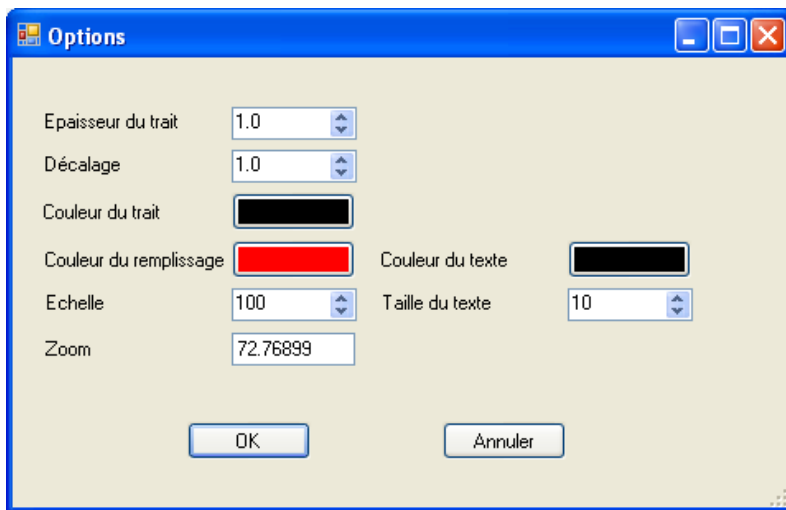 Options
Epaisseur du trait 1.0
Décalage 1.0
Couleur du trait
Couleur du remplissage Couleur du texte
Echelle 100 Taille du texte 10
Zoom 72.76899
OK Annuler